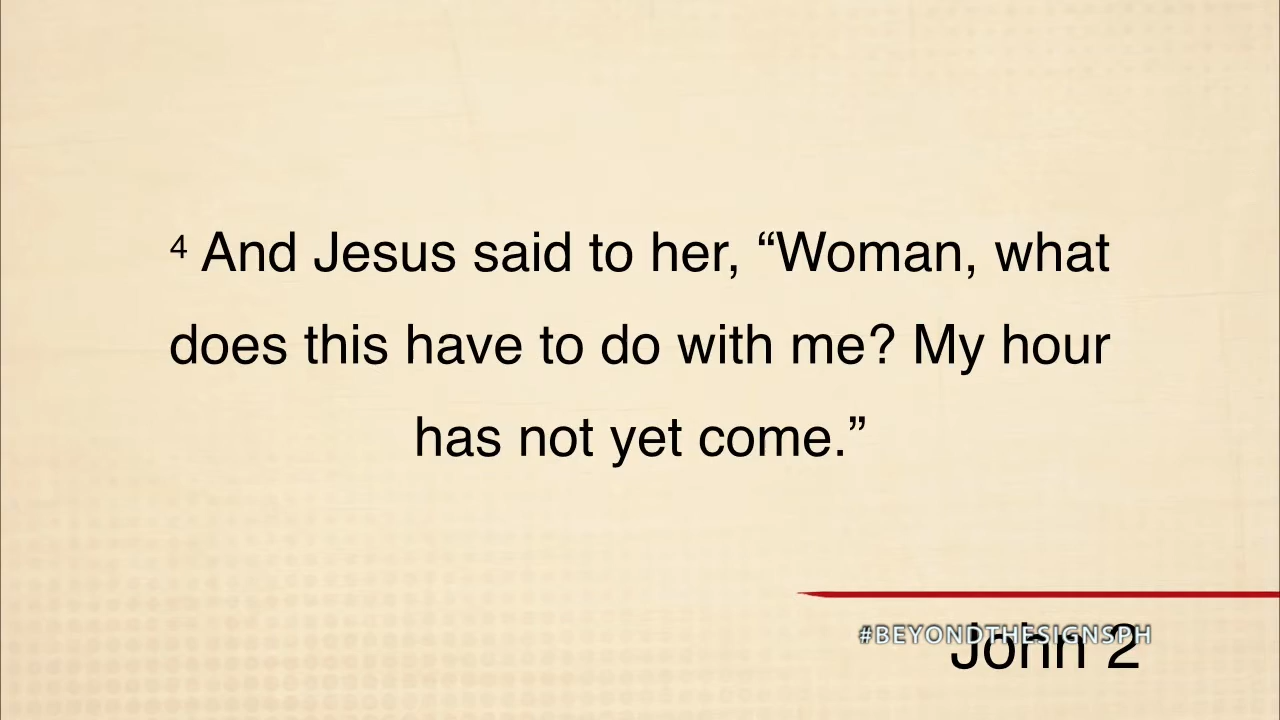 4 And Jesus said to her, “Woman, what
does this have to do with me? My hour
has not yet come.”
#BEYONDTHESIGNSPH
John 2